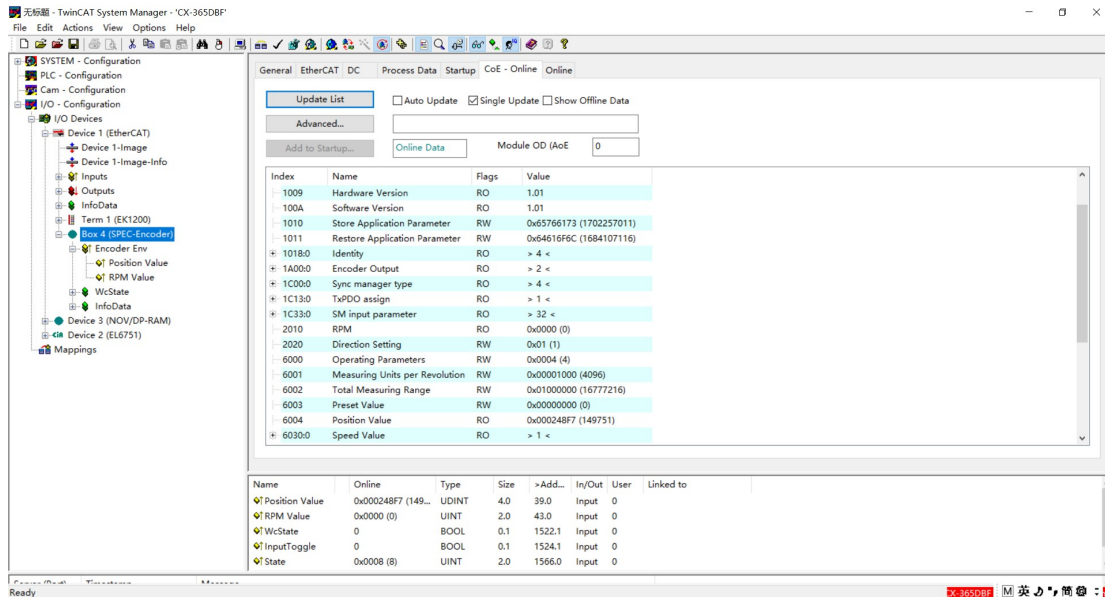 无标题 - TwinCAT System Manager - 'CX-365DBF'
File Edit Actions View Options Help
SYSTEM - Configuration
PLC - Configuration
Cam - Configuration
I/O - Configuration
I/O Devices
Device 1 (EtherCAT)
Device 1-Image
Device 1-Image-Info
Inputs
Outputs
InfoData
Term 1 (EK1200)
Box 4 (SPEC-Encoder)
Encoder Env
Position Value
RPM Value
WcState
InfoData
Device 3 (NOV/DP-RAM)
Device 2 (EL6751)
Mappings
General EtherCAT DC Process Data Startup CoE - Online Online
Update List Auto Update Single Update Show Offline Data
Advanced...
Add to Startup... Online Data Module OD (AoE 0
Index Name Flags Value
1009 Hardware Version RO 1.01
100A Software Version RO 1.01
1010 Store Application Parameter RW 0x65766173 (1702257011)
1011 Restore Application Parameter RW 0x64616F6C (1684107116)
1018:0 Identity RO > 4 <
1A00:0 Encoder Output RO > 2 <
1C00:0 Sync manager type RO > 4 <
1C13:0 TxPDO assign RO > 1 <
1C33:0 SM input parameter RO > 32 <
2010 RPM RO 0x0000 (0)
2020 Direction Setting RW 0x01 (1)
6000 Operating Parameters RW 0x0004 (4)
6001 Measuring Units per Revolution RW 0x00001000 (4096)
6002 Total Measuring Range RW 0x01000000 (16777216)
6003 Preset Value RW 0x00000000 (0)
6004 Position Value RO 0x000248F7 (149751)
6030:0 Speed Value RO > 1 <
Name Online Type Size >Add... In/Out User Linked to
Position Value 0x000248F7 (149... UDINT 4.0 39.0 Input 0
RPM Value 0x0000 (0) UINT 2.0 43.0 Input 0
WcState 0 BOOL 0.1 1522.1 Input 0
InputToggle 0 BOOL 0.1 1524.1 Input 0
State 0x0008 (8) UINT 2.0 1566.0 Input 0
Server (Port) Timestamp Message
Ready CX-365DBF M 英 简